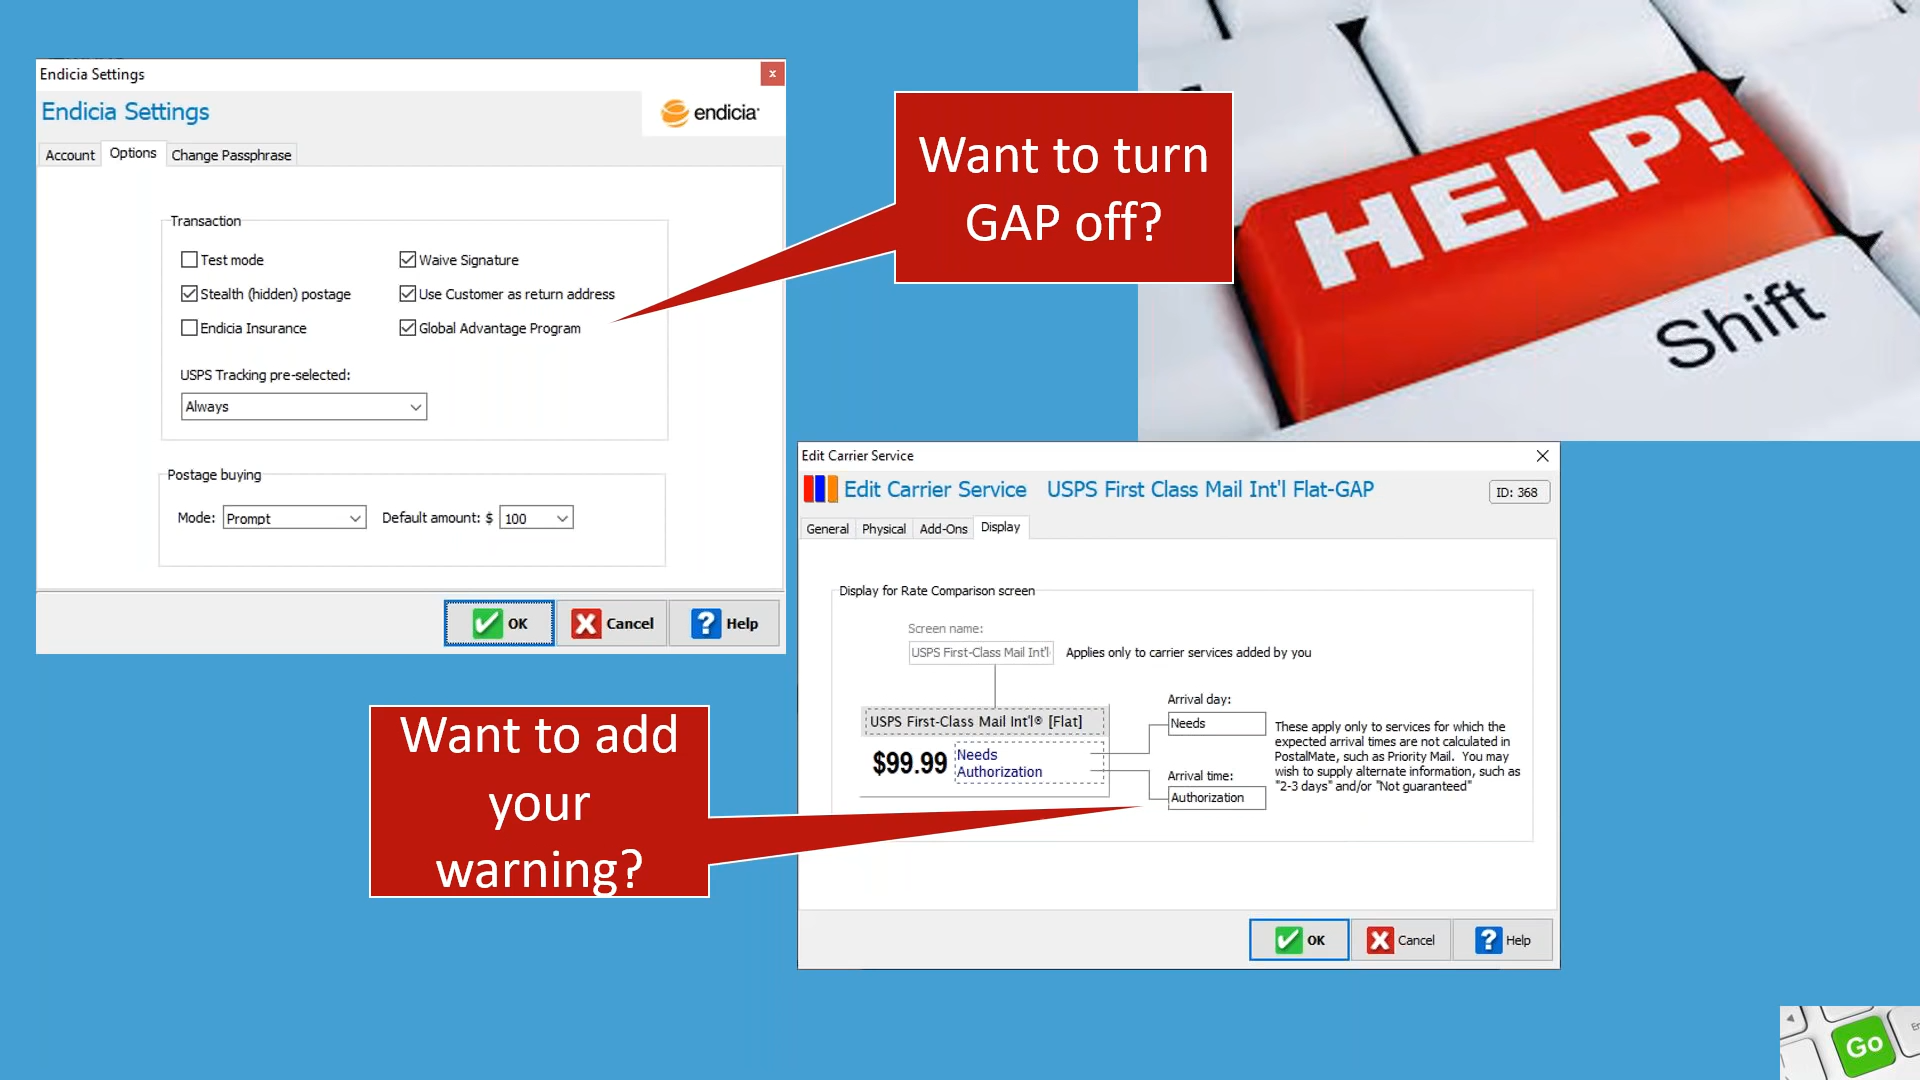 Endicia Settings
x
Endicia Settings
endicia
Account
Options
Change Passphrase
Transaction
Test mode
Waive Signature
Stealth (hidden) postage
Use Customer as return address
Endicia Insurance
Global Advantage Program
USPS Tracking pre-selected:
Always
Postage buying
Mode: Prompt
Default amount: $ 100
OK
Cancel
? Help
Want to turn
GAP off?
HELP!
Shift
Edit Carrier Service
Edit Carrier Service USPS First Class Mail Int'l Flat-GAP
ID: 368
General
Physical
Add-Ons
Display
Display for Rate Comparison screen
Screen name:
USPS First-Class Mail Int'l
Applies only to carrier services added by you
USPS First-Class Mail Int'l® [Flat]
$99.99
Needs
Authorization
Arrival day:
Needs
Arrival time:
Authorization
These apply only to services for which the
expected arrival times are not calculated in
PostalMate, such as Priority Mail. You may
wish to supply alternate information, such as
"2-3 days" and/or "Not guaranteed"
OK
Cancel
? Help
Want to add
your
warning?
Go